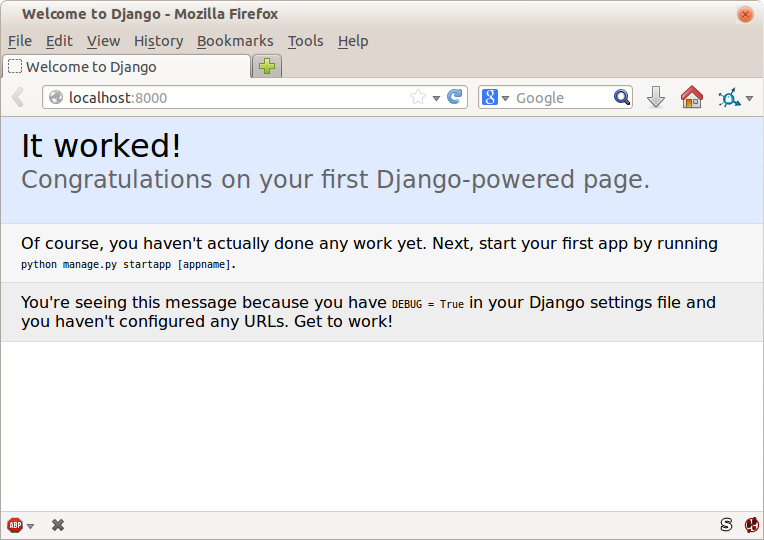 Welcome to Django - Mozilla Firefox
File Edit View History Bookmarks Tools Help
Welcome to Django
localhost:8000
8 Google
It worked!
Congratulations on your first Django-powered page.
Of course, you haven't actually done any work yet. Next, start your first app by running
python manage.py startapp [appname].
You're seeing this message because you have DEBUG = True in your Django settings file and
you haven't configured any URLs. Get to work!
ABP S